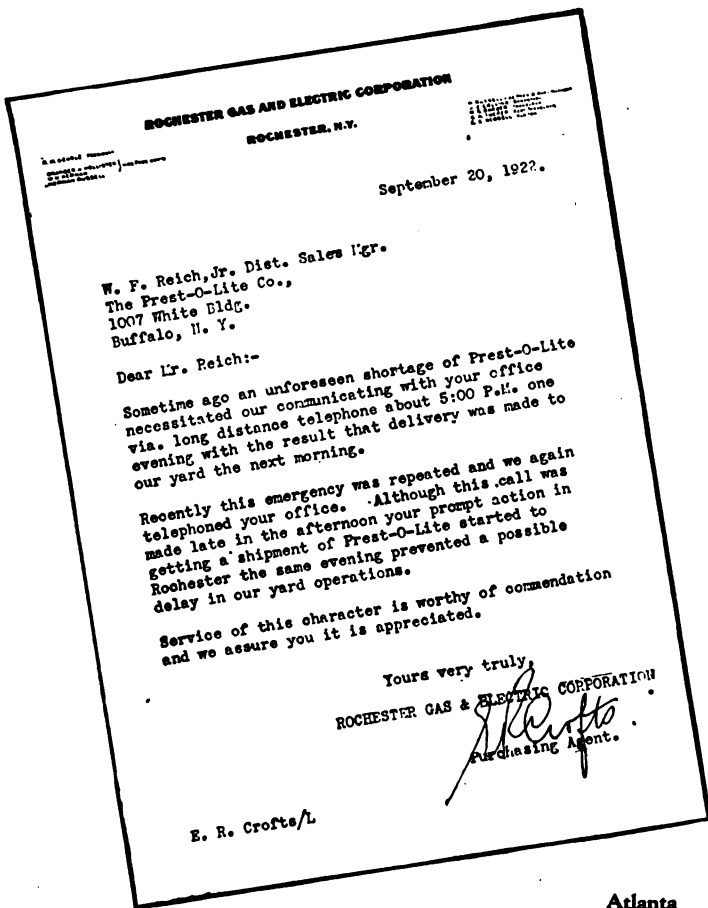 ROCHESTER GAS AND ELECTRIC CORPORATION
ROCHESTER, N.Y.
September 20, 1922.
W. F. Reich, Jr. Dist. Sales Mgr.
The Prest-O-Lite Co.,
1007 White Bldg.
Buffalo, N. Y.
Dear Mr. Reich:-
Sometime ago an unforeseen shortage of Prest-O-Lite
necessitated our communicating with your office
via. long distance telephone about 5:00 P.M. one
evening with the result that delivery was made to
our yard the next morning.
Recently this emergency was repeated and we again
telephoned your office. Although this call was
made late in the afternoon your prompt action in
getting a shipment of Prest-O-Lite started to
Rochester the same evening prevented a possible
delay in our yard operations.
Service of this character is worthy of commendation
and we assure you it is appreciated.
Yours very truly,
ROCHESTER GAS & ELECTRIC CORPORATION
E R Crofts
Purchasing Agent.
E. R. Crofts/L
Atlanta